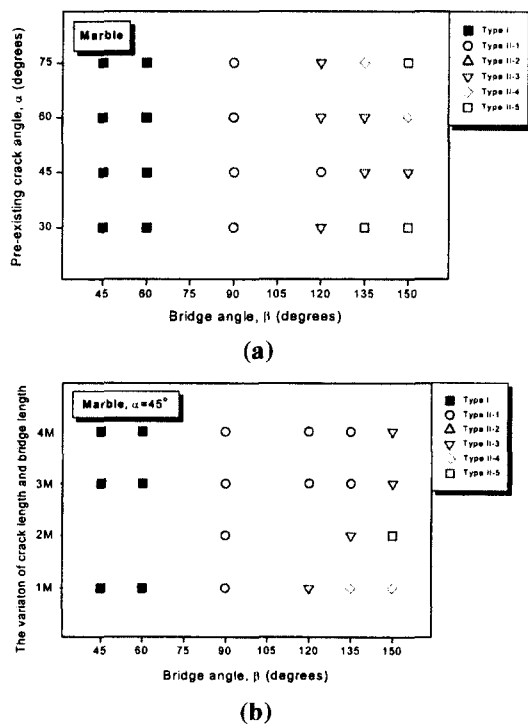 Marble
Type I
Type II-1
Type II-2
Type II-3
Type II-4
Type II-5
Pre-existing crack angle, α (degrees)
75
60
45
30
45 60 75 90 105 120 135 150
Bridge angle, β (degrees)
(a)
Marble, α=45°
Type I
Type II-1
Type II-2
Type II-3
Type II-4
Type II-5
The variaton of crack length and bridge length
4M
3M
2M
1M
45 60 75 90 105 120 135 150
Bridge angle, β (degrees)
(b)